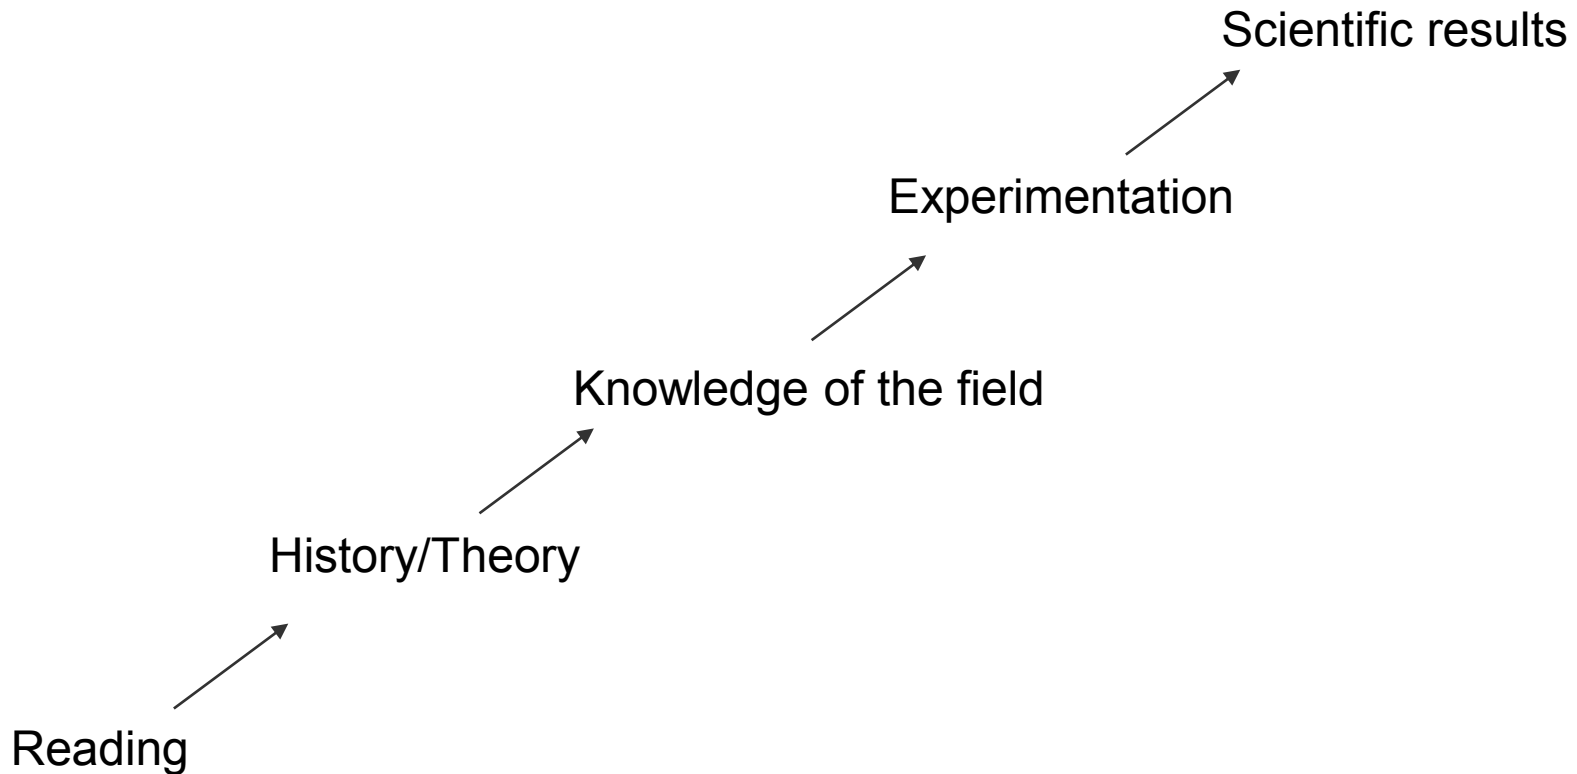 Scientific results
Experimentation
Knowledge of the field
History/Theory
Reading